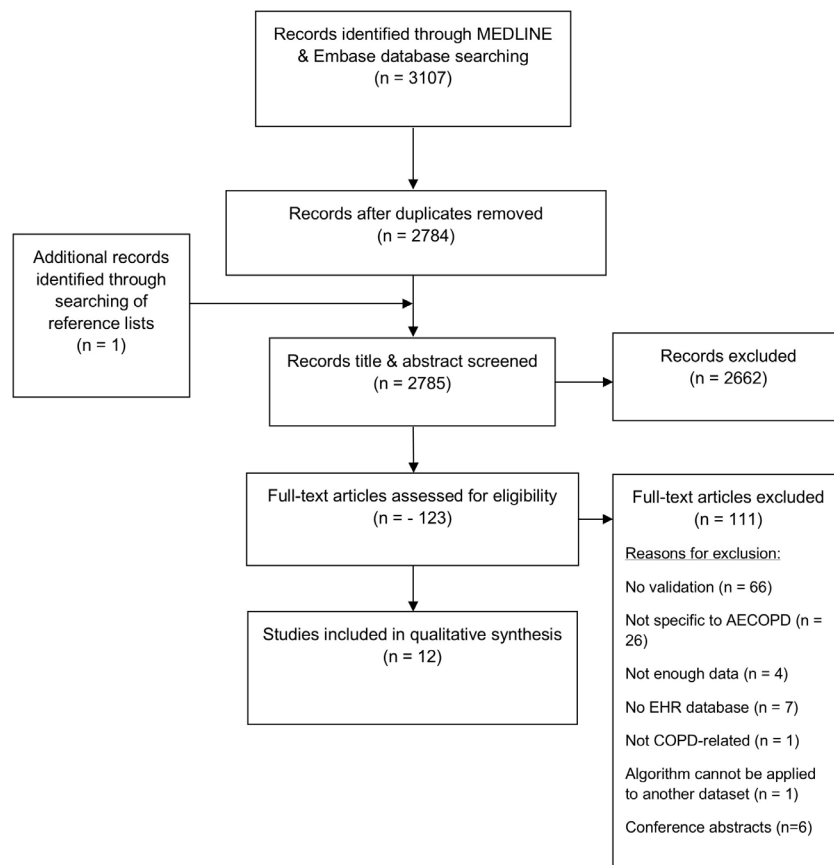 Records identified through MEDLINE
& Embase database searching
(n = 3107)
Records after duplicates removed
(n = 2784)
Additional records
identified through
searching of
reference lists
(n = 1)
Records title & abstract screened
(n = 2785)
Records excluded
(n = 2662)
Full-text articles assessed for eligibility
(n = - 123)
Full-text articles excluded
(n = 111)
Reasons for exclusion:
No validation (n = 66)
Not specific to AECOPD (n =
26)
Not enough data (n = 4)
No EHR database (n = 7)
Not COPD-related (n = 1)
Algorithm cannot be applied
to another dataset (n = 1)
Conference abstracts (n=6)
Studies included in qualitative synthesis
(n = 12)